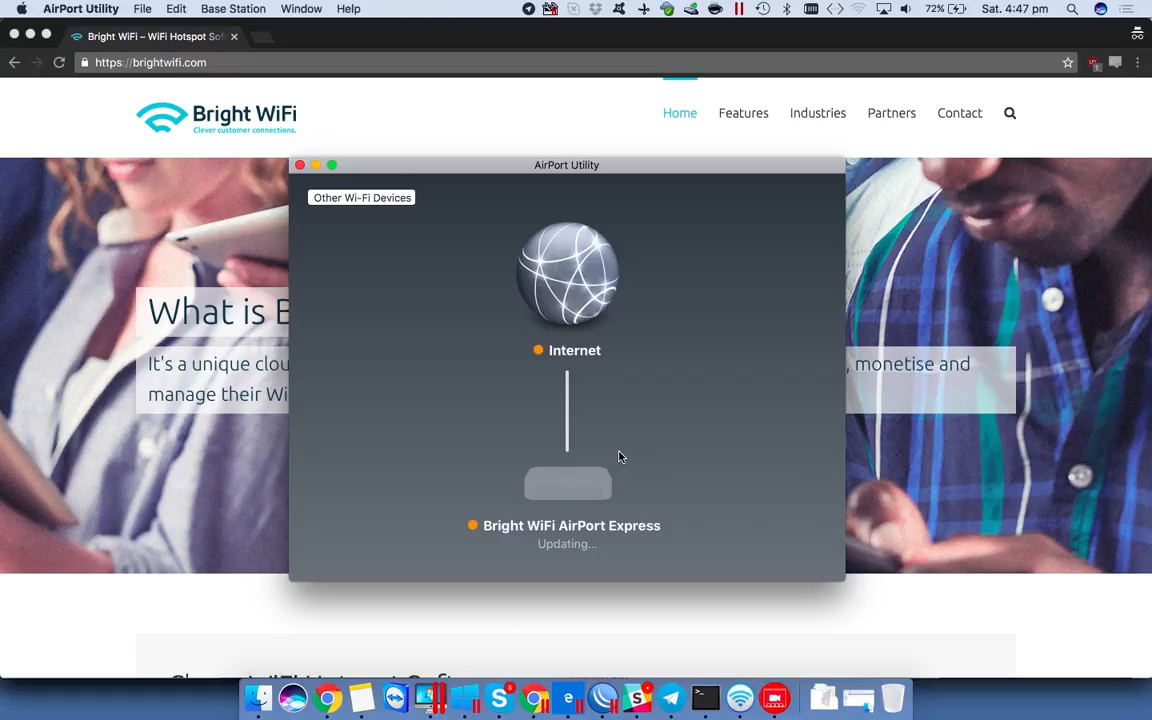 AirPort Utility File Edit Base Station Window Help 72% Sat. 4:47 pm
Bright WiFi – WiFi Hotspot Sof
https://brightwifi.com
Bright WiFi
Clever customer connections.
Home Features Industries Partners Contact
AirPort Utility
Other Wi-Fi Devices
What is B
Internet
It's a unique clou , monetise and
manage their Wi
Bright WiFi AirPort Express
Updating...